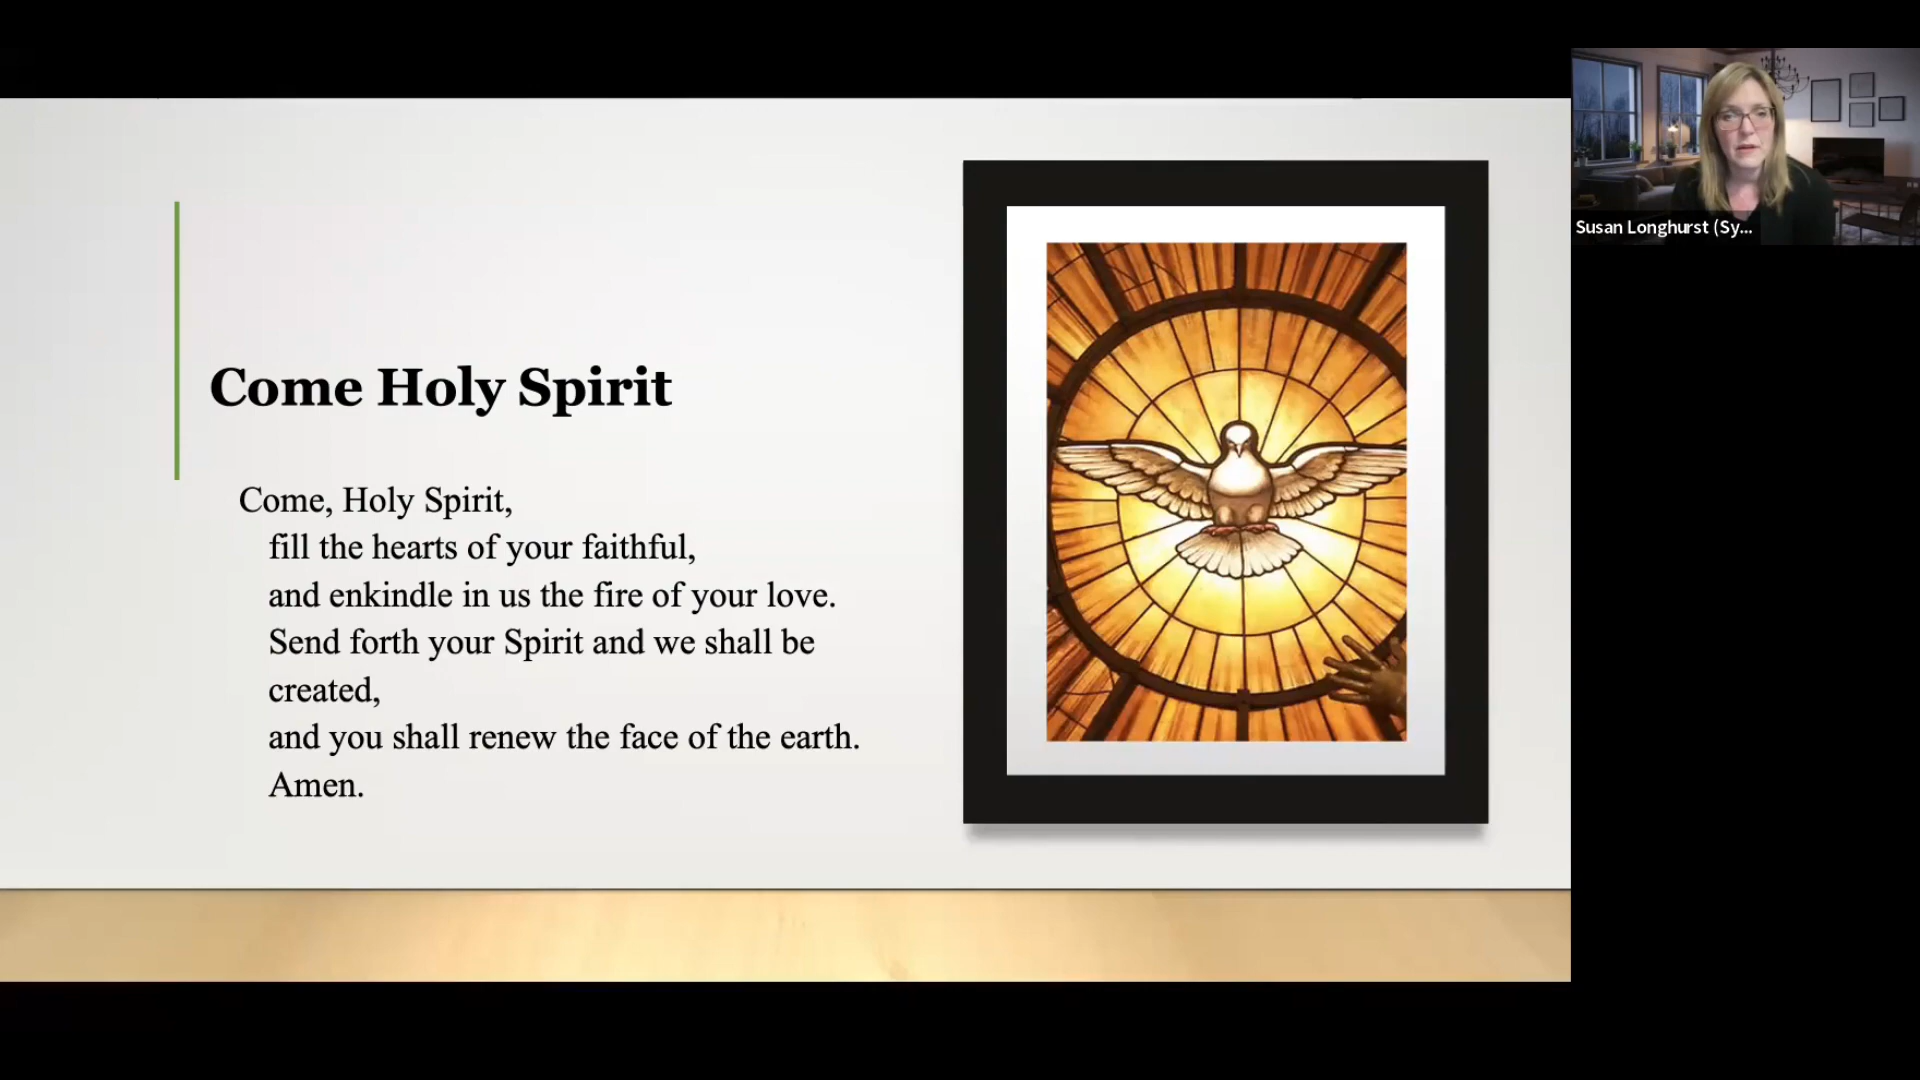 Come Holy Spirit
Come, Holy Spirit,
fill the hearts of your faithful,
and enkindle in us the fire of your love.
Send forth your Spirit and we shall be
created,
and you shall renew the face of the earth.
Amen.
Susan Longhurst (Sy...